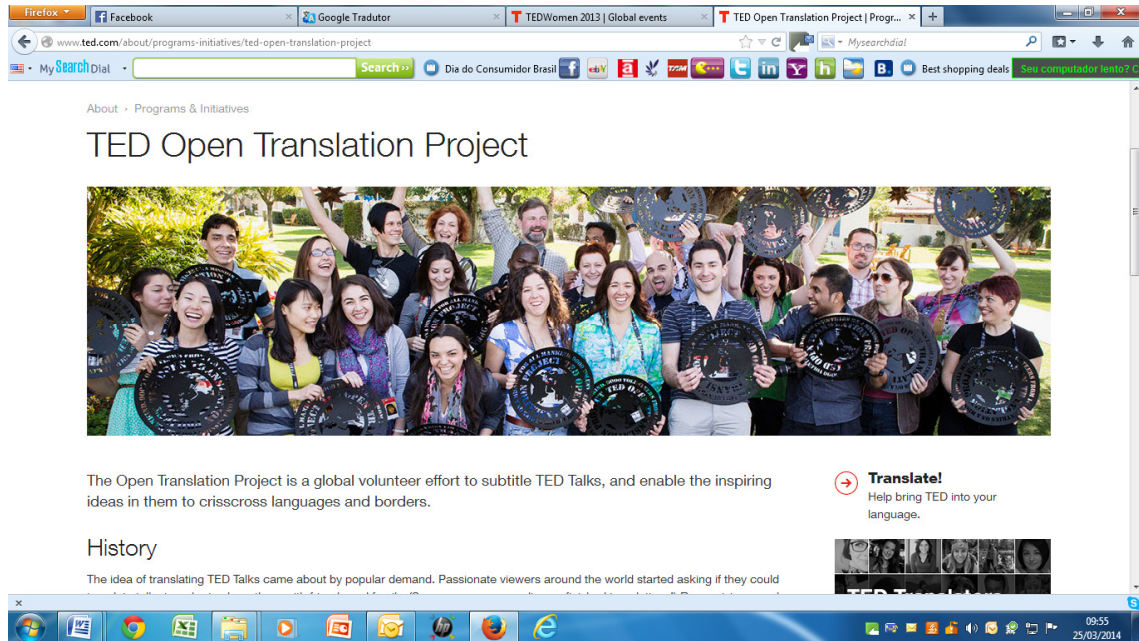 Firefox
Facebook
Google Tradutor
TEDWomen 2013 | Global events
TED Open Translation Project | Progr...
www.ted.com/about/programs-initiatives/ted-open-translation-project
Mysearchdial
My Search Dial
Search >>
Dia do Consumidor Brasil
Best shopping deals
Seu computador lento? C
About › Programs & Initiatives
TED Open Translation Project
The Open Translation Project is a global volunteer effort to subtitle TED Talks, and enable the inspiring
ideas in them to crisscross languages and borders.
Translate!
Help bring TED into your
language.
History
The idea of translating TED Talks came about by popular demand. Passionate viewers around the world started asking if they could
TED Translators
09:55
25/03/2014